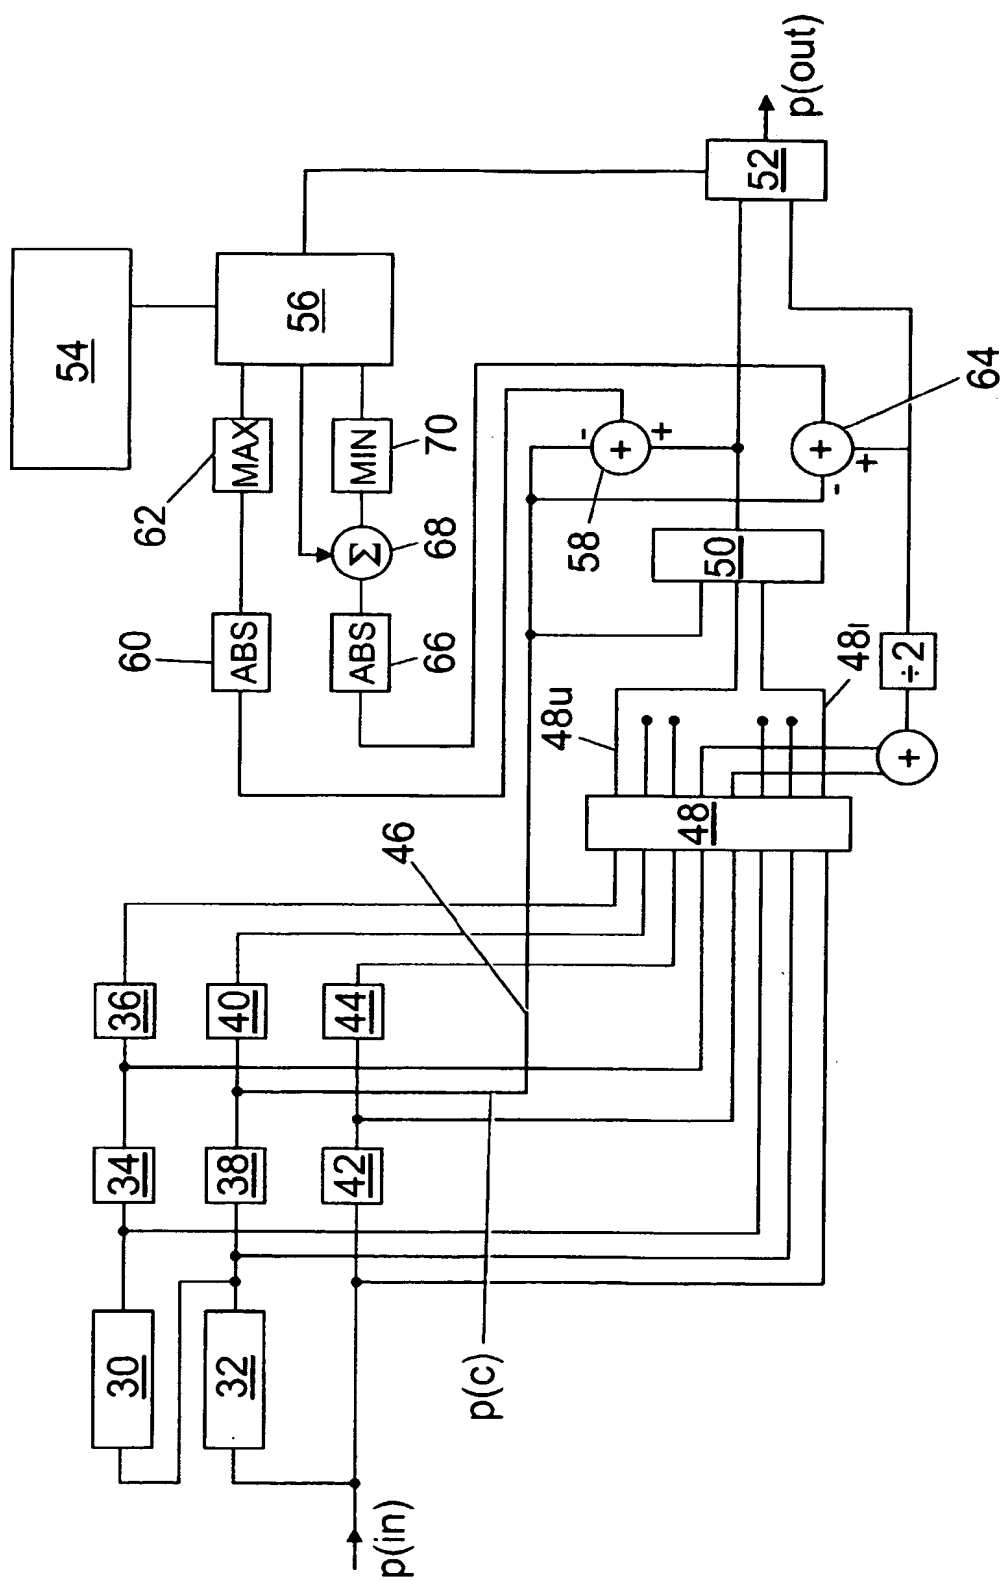 54
56
52
p(out)
62
MAX
60
ABS
70
MIN
68
Σ
66
ABS
58
-
+
+
64
-
+
+
50
48u
48l
÷2
+
48
46
36
40
44
34
38
42
30
32
p(c)
p(in)